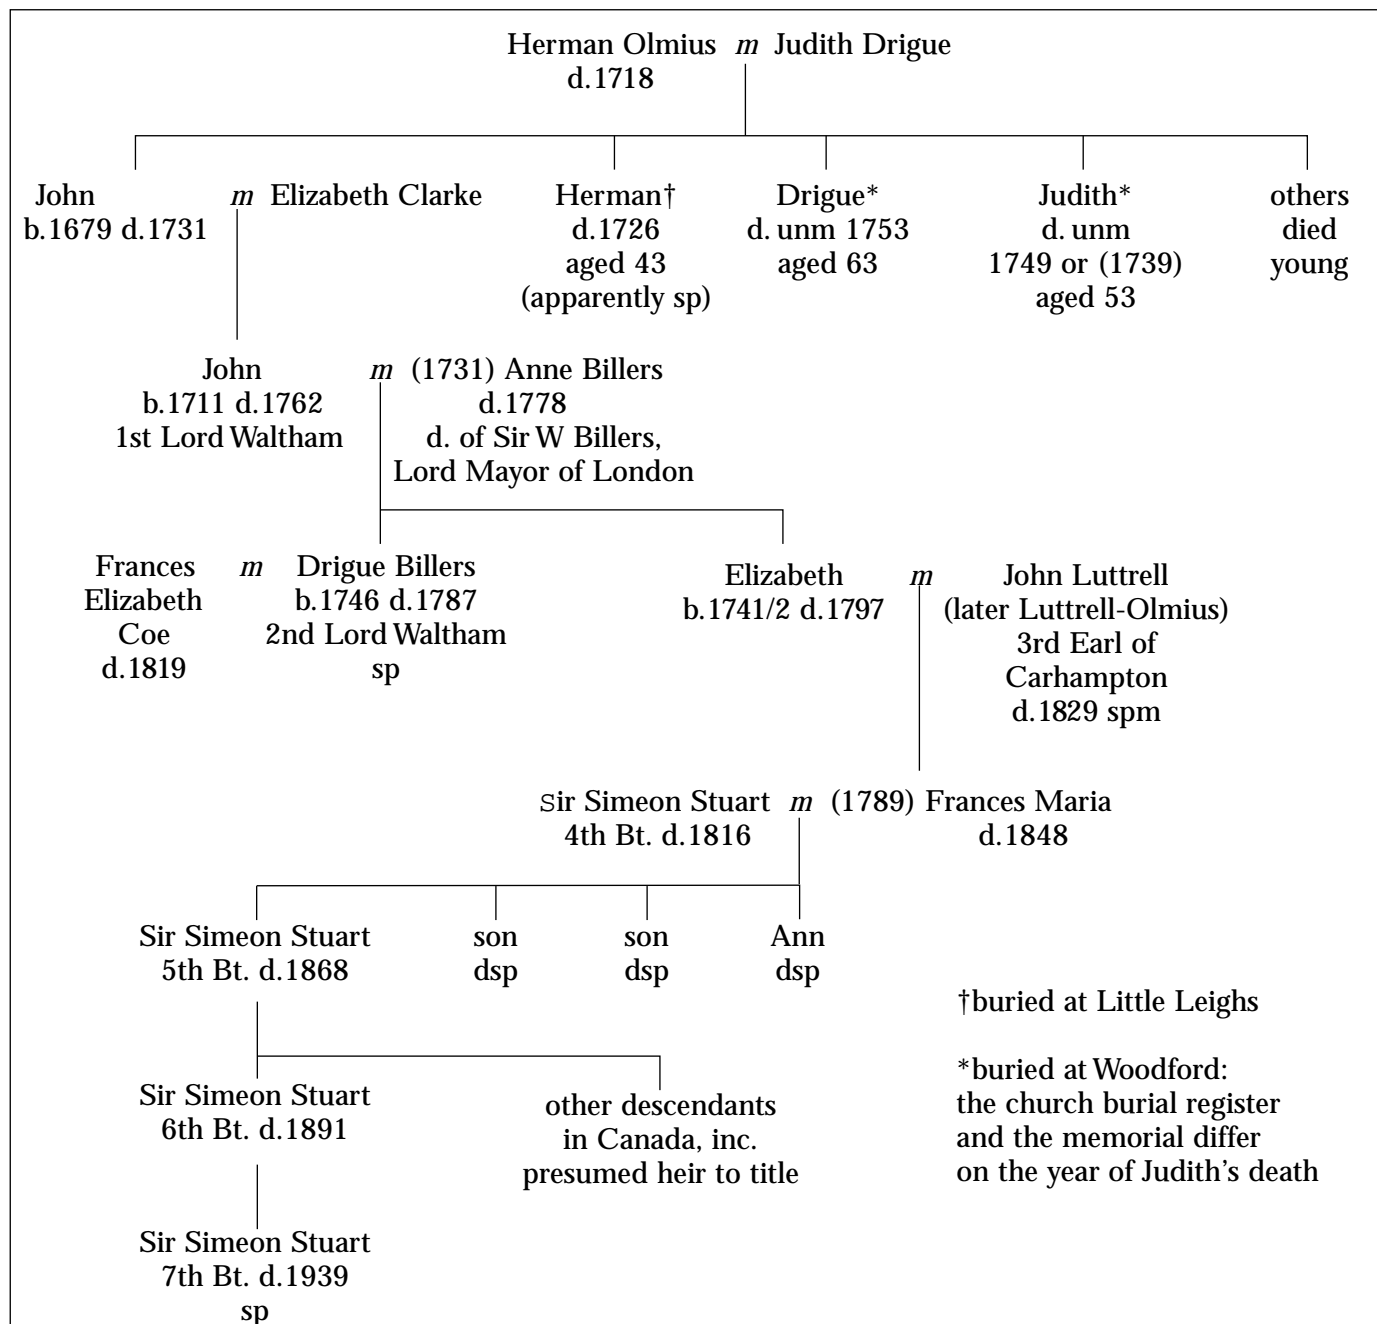 Herman Olmius m Judith Drigue
d.1718
John
b.1679 d.1731
m Elizabeth Clarke
Herman†
d.1726
aged 43
(apparently sp)
Drigue*
d. unm 1753
aged 63
Judith*
d. unm
1749 or (1739)
aged 53
others
died
young
John
b.1711 d.1762
1st Lord Waltham
m (1731) Anne Billers
d.1778
d. of Sir W Billers,
Lord Mayor of London
Frances
Elizabeth
Coe
d.1819
m
Drigue Billers
b.1746 d.1787
2nd Lord Waltham
sp
Elizabeth
b.1741/2 d.1797
m
John Luttrell
(later Luttrell-Olmius)
3rd Earl of
Carhampton
d.1829 spm
Sir Simeon Stuart m (1789) Frances Maria
4th Bt. d.1816
d.1848
Sir Simeon Stuart
5th Bt. d.1868
son
dsp
son
dsp
Ann
dsp
†buried at Little Leighs
*buried at Woodford:
the church burial register
and the memorial differ
on the year of Judith's death
Sir Simeon Stuart
6th Bt. d.1891
other descendants
in Canada, inc.
presumed heir to title
Sir Simeon Stuart
7th Bt. d.1939
sp